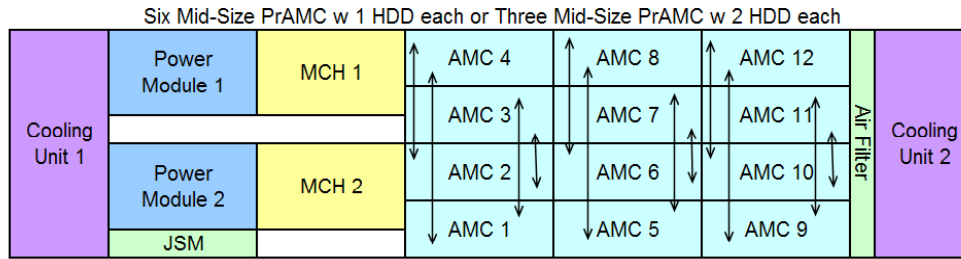 Six Mid-Size PrAMC w 1 HDD each or Three Mid-Size PrAMC w 2 HDD each
Cooling
Unit 1
Power
Module 1
MCH 1
Power
Module 2
MCH 2
JSM
AMC 4
AMC 8
AMC 12
AMC 3
AMC 7
AMC 11
AMC 2
AMC 6
AMC 10
AMC 1
AMC 5
AMC 9
Air Filter
Cooling
Unit 2